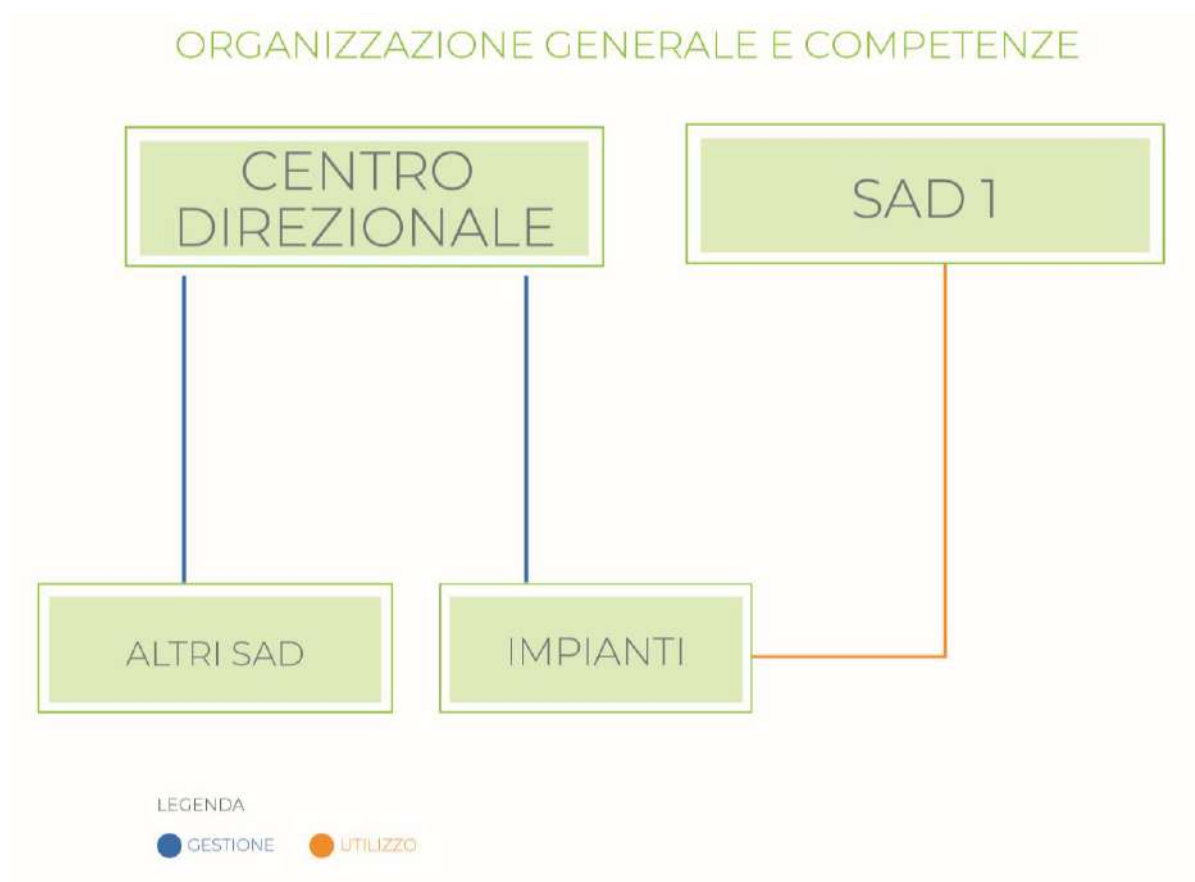 ORGANIZZAZIONE GENERALE E COMPETENZE
CENTRO
DIREZIONALE
SAD 1
ALTRI SAD
IMPIANTI
LEGENDA
GESTIONE
UTILIZZO